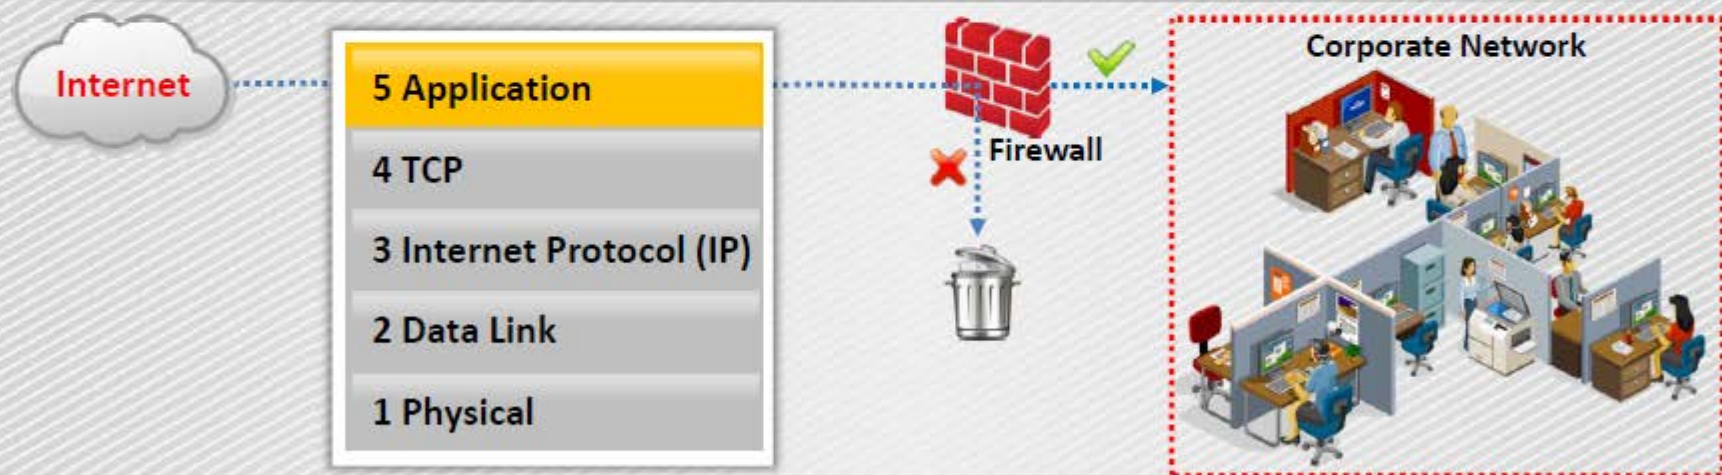 Internet
5 Application
4 TCP
3 Internet Protocol (IP)
2 Data Link
1 Physical
Firewall
Corporate Network